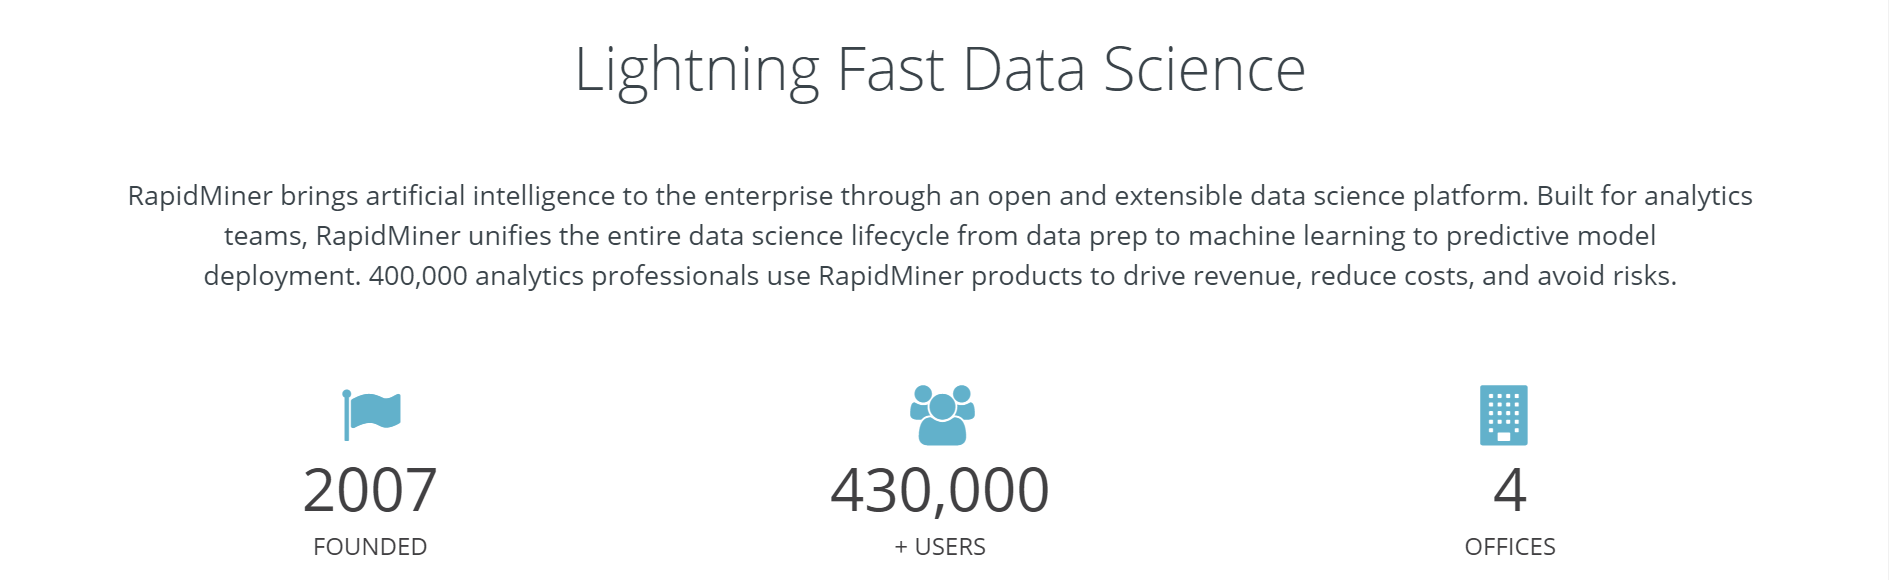 Lightning Fast Data Science
RapidMiner brings artificial intelligence to the enterprise through an open and extensible data science platform. Built for analytics
teams, RapidMiner unifies the entire data science lifecycle from data prep to machine learning to predictive model
deployment. 400,000 analytics professionals use RapidMiner products to drive revenue, reduce costs, and avoid risks.
2007
FOUNDED
430,000
+ USERS
4
OFFICES